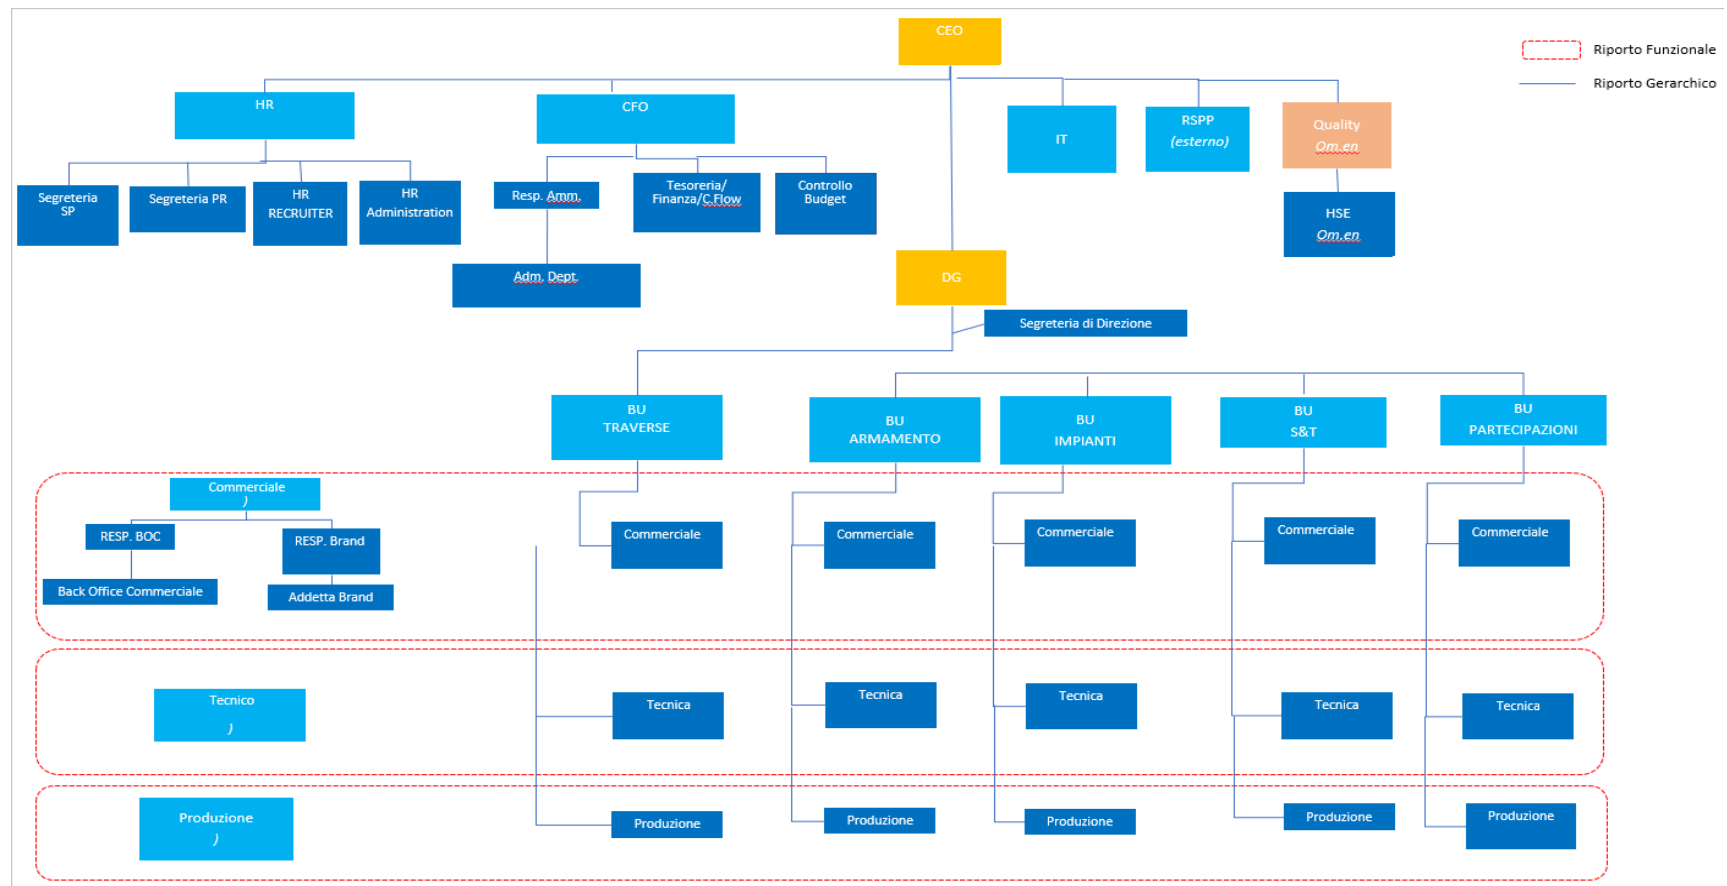 CEO
Riporto Funzionale
Riporto Gerarchico
HR
CFO
IT
RSPP
(esterno)
Quality
Om.en
Segreteria
SP
Segreteria PR
HR
RECRUITER
HR
Administration
Resp. Amm.
Tesoreria/
Finanza/C.Flow
Controllo
Budget
HSE
Om.en
Adm. Dept.
DG
Segreteria di Direzione
BU
TRAVERSE
BU
ARMAMENTO
BU
IMPIANTI
BU
S&T
BU
PARTECIPAZIONI
Commerciale
)
RESP. BOC
RESP. Brand
Back Office Commerciale
Addetta Brand
Commerciale
Commerciale
Commerciale
Commerciale
Commerciale
Tecnico
)
Tecnica
Tecnica
Tecnica
Tecnica
Tecnica
Produzione
)
Produzione
Produzione
Produzione
Produzione
Produzione